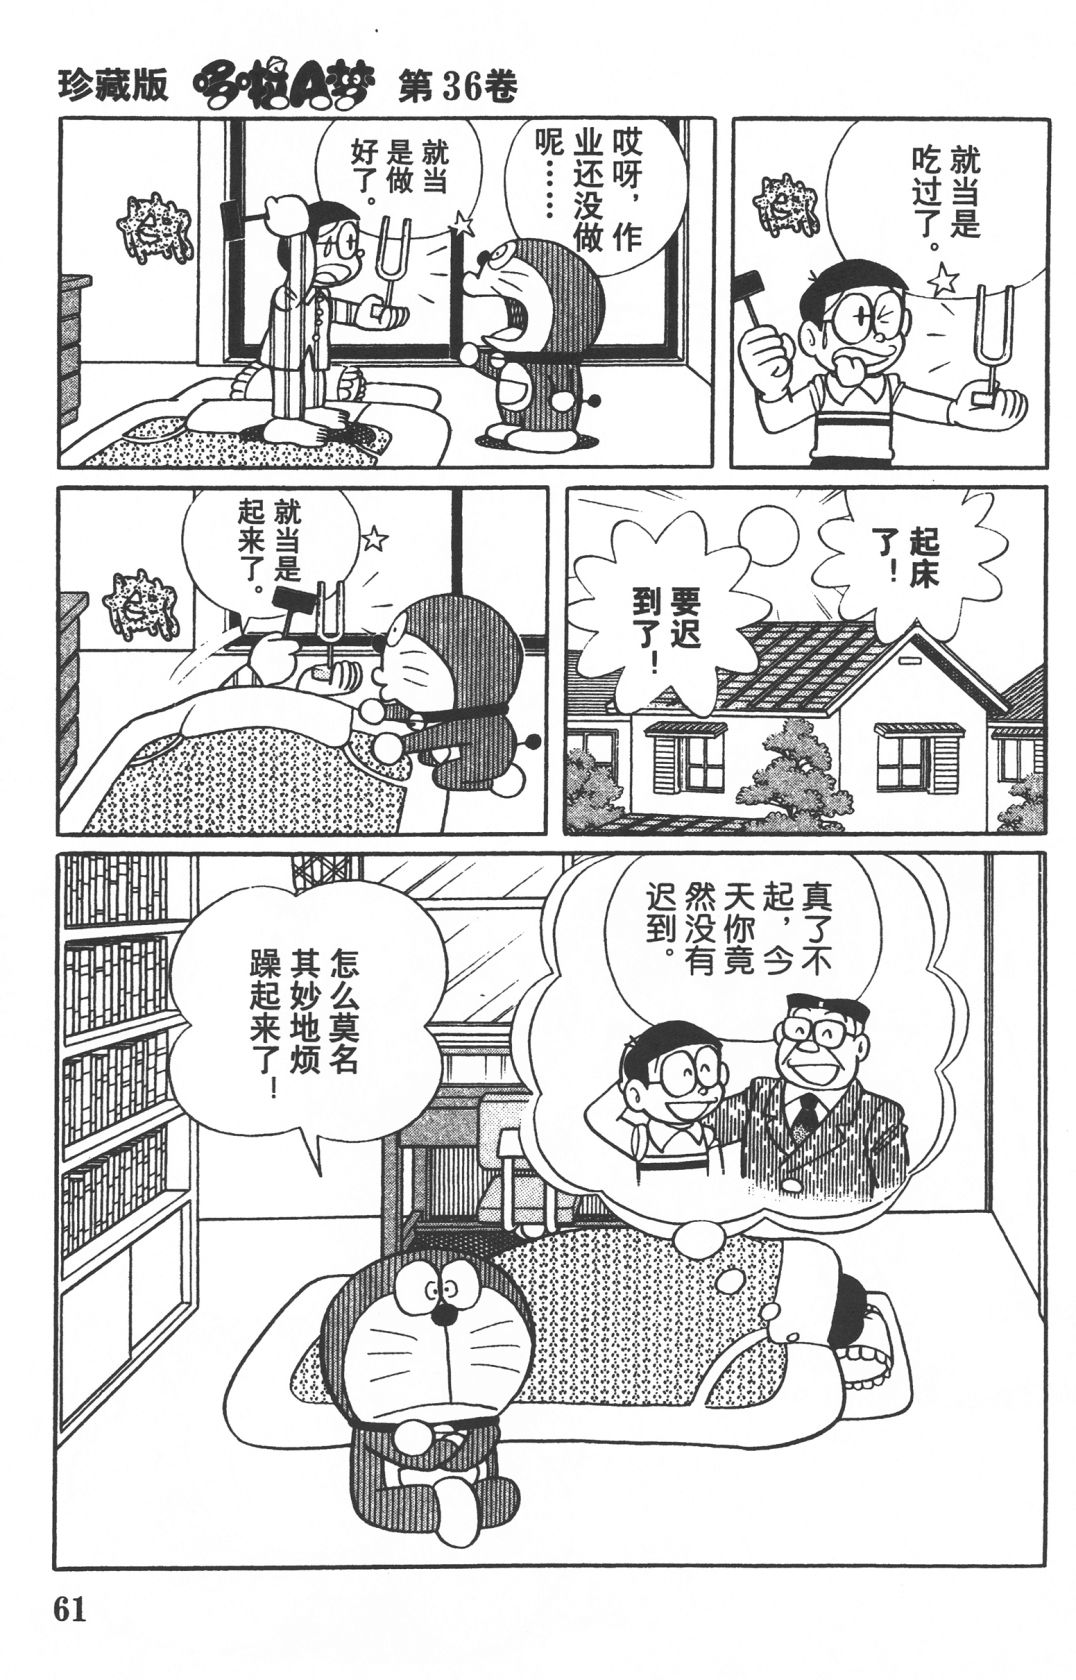 珍藏版 哆啦A梦 第36卷
就当是
吃过了。
哎呀，作
业还没做
呢……
就当
是做
好了。
起床
了！
要迟
到了！
就当是
起来了。
真了不
起，今
天你竟
然没有
迟到。
怎么莫名
其妙地烦
躁起来了！
61